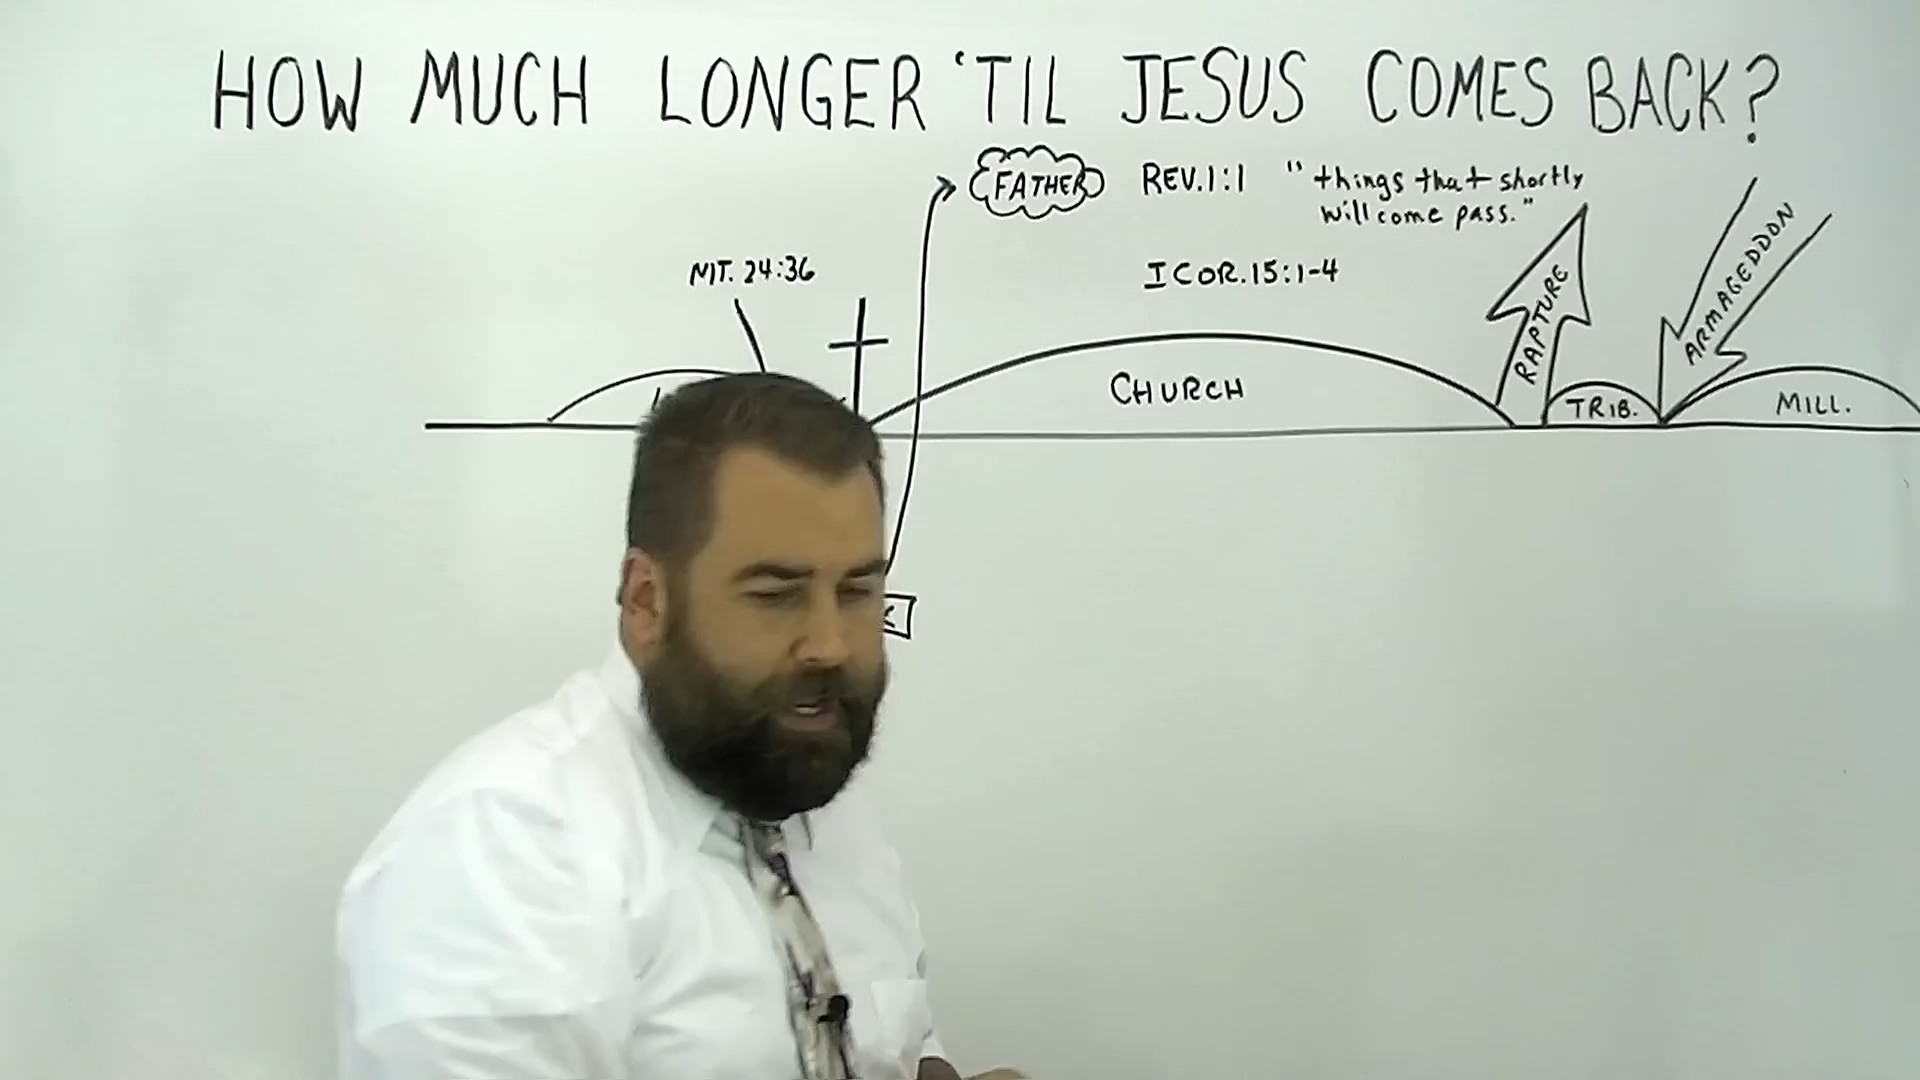 HOW MUCH LONGER 'TIL JESUS COMES BACK?
FATHER REV.1:1 "things that shortly
will come pass."
MT. 24:36
I COR.15:1-4
RAPTURE
ARMAGEDDON
CHURCH
TRIB.
MILL.